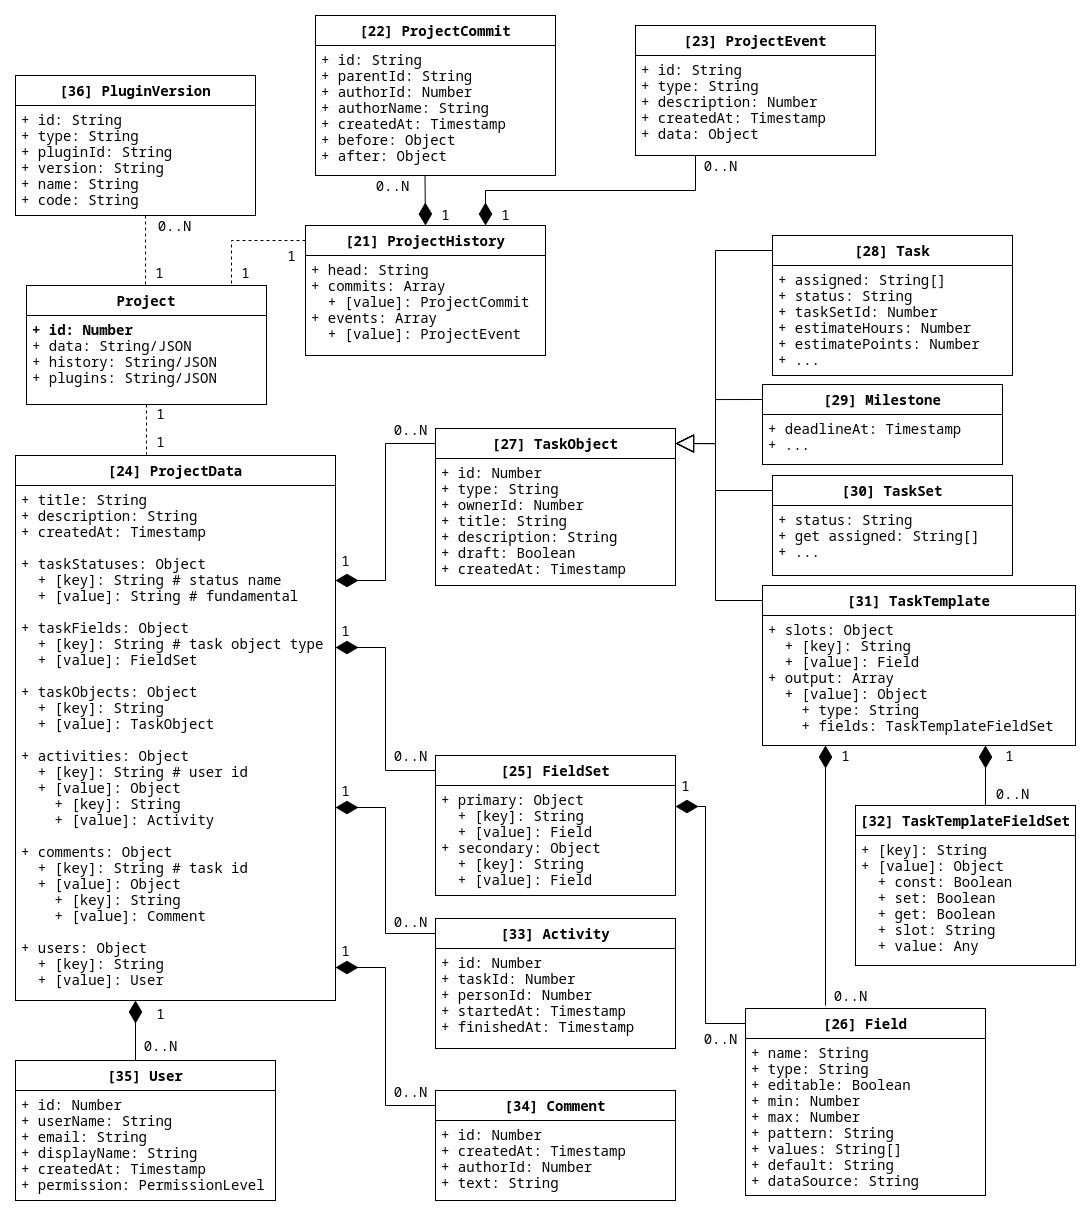 [22] ProjectCommit
+ id: String
+ parentId: String
+ authorId: Number
+ authorName: String
+ createdAt: Timestamp
+ before: Object
+ after: Object
0..N
1
[23] ProjectEvent
+ id: String
+ type: String
+ description: Number
+ createdAt: Timestamp
+ data: Object
0..N
1
[36] PluginVersion
+ id: String
+ type: String
+ pluginId: String
+ version: String
+ name: String
+ code: String
0..N
1
[21] ProjectHistory
+ head: String
+ commits: Array
+ [value]: ProjectCommit
+ events: Array
+ [value]: ProjectEvent
1
1
Project
+ id: Number
+ data: String/JSON
+ history: String/JSON
+ plugins: String/JSON
1
1
[24] ProjectData
+ title: String
+ description: String
+ createdAt: Timestamp
+ taskStatuses: Object
+ [key]: String # status name
+ [value]: String # fundamental
+ taskFields: Object
+ [key]: String # task object type
+ [value]: FieldSet
+ taskObjects: Object
+ [key]: String
+ [value]: TaskObject
+ activities: Object
+ [key]: String # user id
+ [value]: Object
+ [key]: String
+ [value]: Activity
+ comments: Object
+ [key]: String # task id
+ [value]: Object
+ [key]: String
+ [value]: Comment
+ users: Object
+ [key]: String
+ [value]: User
1
0..N
[35] User
+ id: Number
+ userName: String
+ email: String
+ displayName: String
+ createdAt: Timestamp
+ permission: PermissionLevel
0..N
1
[27] TaskObject
+ id: Number
+ type: String
+ ownerId: Number
+ title: String
+ description: String
+ draft: Boolean
+ createdAt: Timestamp
1
0..N
[25] FieldSet
+ primary: Object
+ [key]: String
+ [value]: Field
+ secondary: Object
+ [key]: String
+ [value]: Field
1
0..N
1
0..N
[33] Activity
+ id: Number
+ taskId: Number
+ personId: Number
+ startedAt: Timestamp
+ finishedAt: Timestamp
1
0..N
[34] Comment
+ id: Number
+ createdAt: Timestamp
+ authorId: Number
+ text: String
[28] Task
+ assigned: String[]
+ status: String
+ taskSetId: Number
+ estimateHours: Number
+ estimatePoints: Number
+ ...
[29] Milestone
+ deadlineAt: Timestamp
+ ...
[30] TaskSet
+ status: String
+ get assigned: String[]
+ ...
[31] TaskTemplate
+ slots: Object
+ [key]: String
+ [value]: Field
+ output: Array
+ [value]: Object
+ type: String
+ fields: TaskTemplateFieldSet
1
1
0..N
[32] TaskTemplateFieldSet
+ [key]: String
+ [value]: Object
+ const: Boolean
+ set: Boolean
+ get: Boolean
+ slot: String
+ value: Any
0..N
[26] Field
+ name: String
+ type: String
+ editable: Boolean
+ min: Number
+ max: Number
+ pattern: String
+ values: String[]
+ default: String
+ dataSource: String